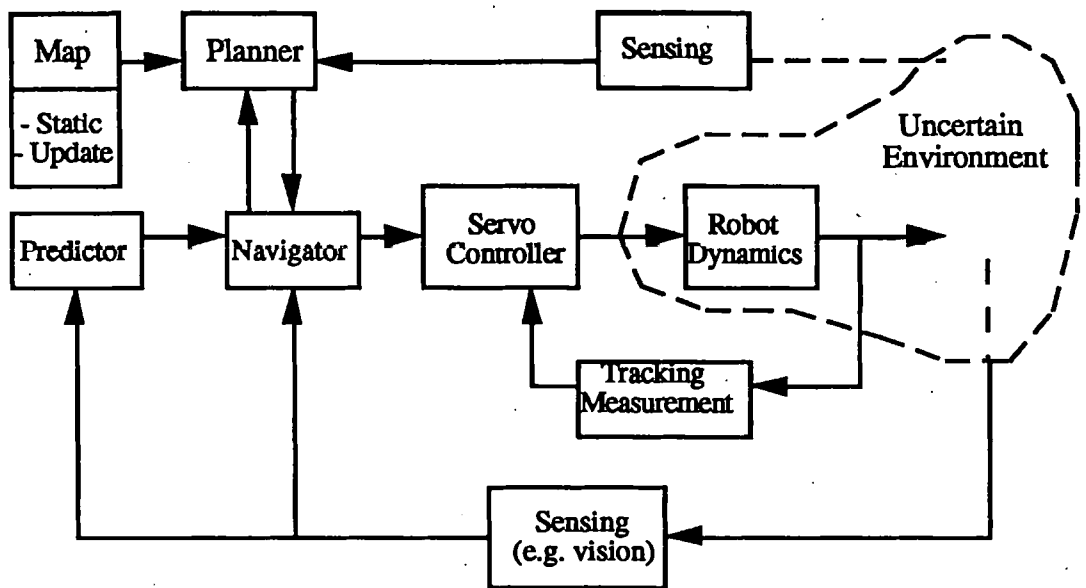 Map
Planner
Sensing
- Static
- Update
Uncertain
Environment
Predictor
Navigator
Servo
Controller
Robot
Dynamics
Tracking
Measurement
Sensing
(e.g. vision)